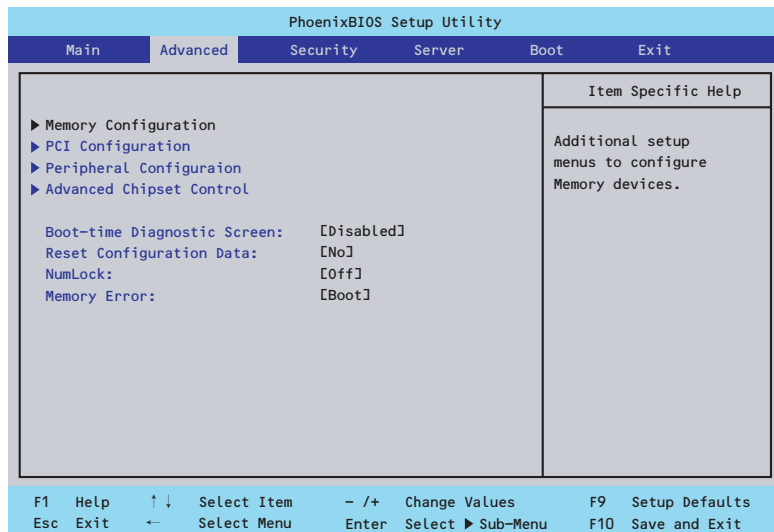 PhoenixBIOS Setup Utility
Main Advanced Security Server Boot Exit
Item Specific Help
▶ Memory Configuration
▶ PCI Configuration
▶ Peripheral Configuraion
▶ Advanced Chipset Control
Additional setup
menus to configure
Memory devices.
Boot-time Diagnostic Screen: [Disabled]
Reset Configuration Data: [No]
NumLock: [Off]
Memory Error: [Boot]
F1 Help ↑↓ Select Item - /+ Change Values F9 Setup Defaults
Esc Exit ← Select Menu Enter Select ▶ Sub-Menu F10 Save and Exit